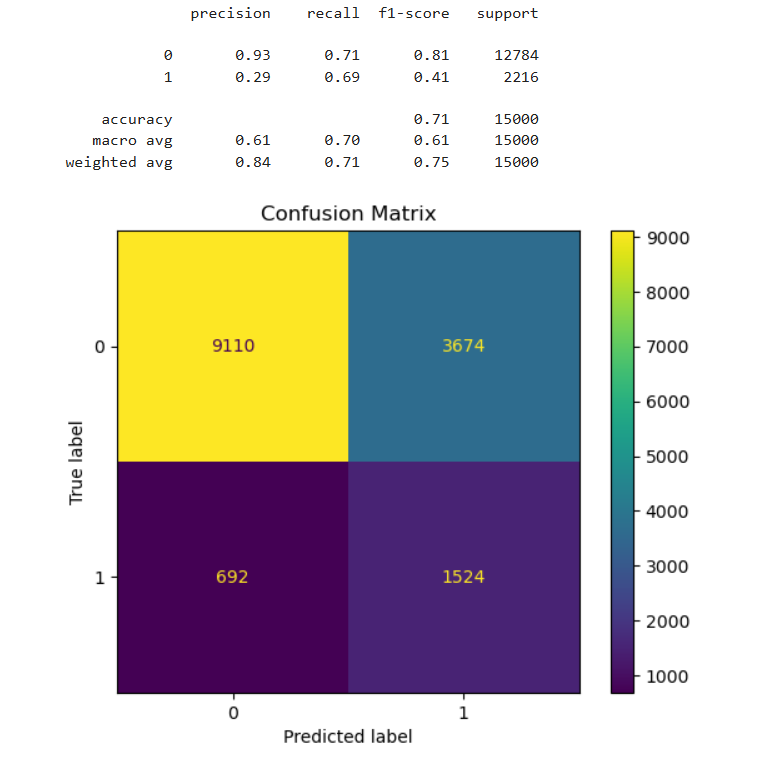 precision recall f1-score support
0 0.93 0.71 0.81 12784
1 0.29 0.69 0.41 2216
accuracy 0.71 15000
macro avg 0.61 0.70 0.61 15000
weighted avg 0.84 0.71 0.75 15000
Confusion Matrix
9000
8000
7000
6000
5000
4000
3000
2000
1000
True label
0
9110 3674
1
692 1524
0 1
Predicted label